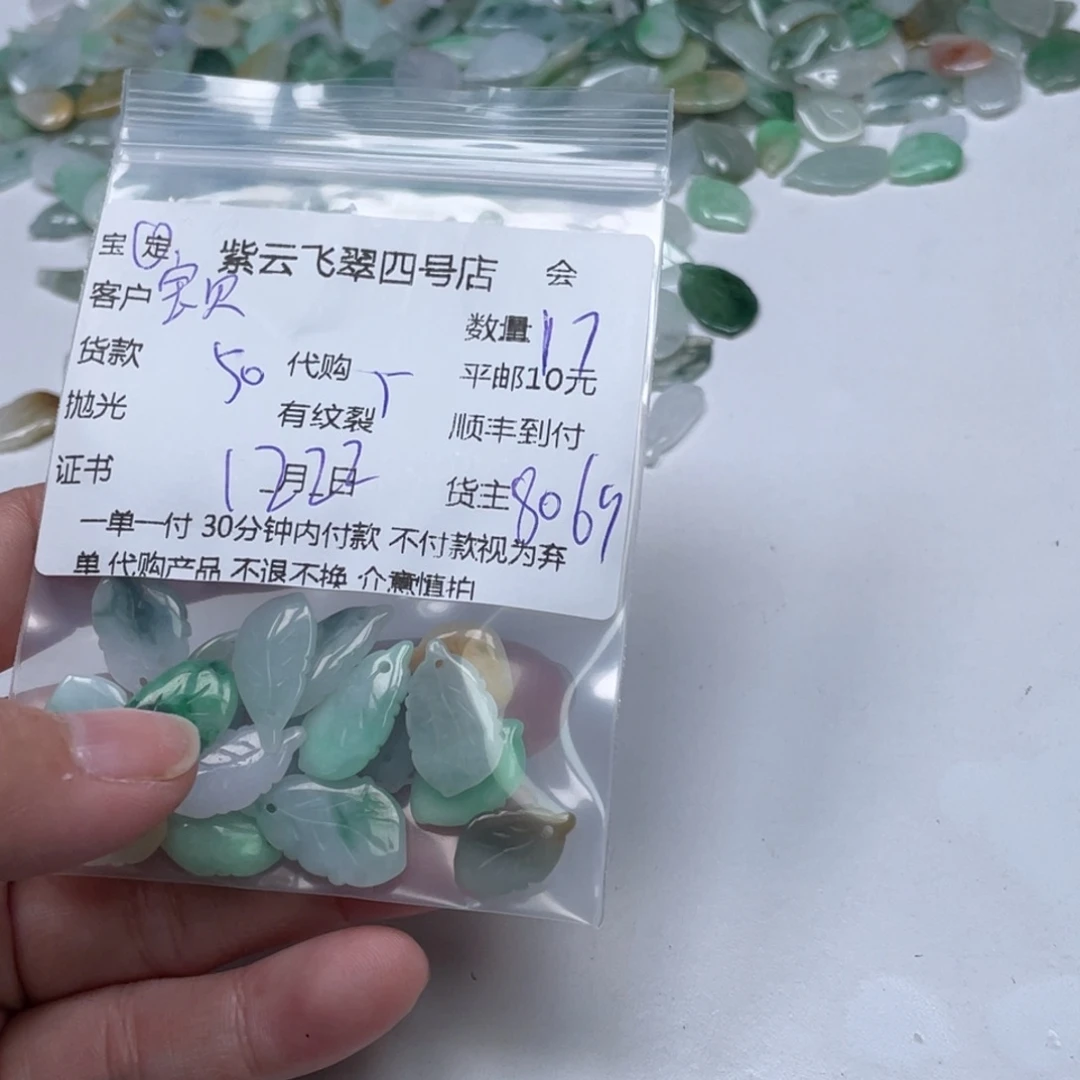 宝 定 紫云飞翠四号店 会
客户 宝贝 数量 17
货款 50 代购 5 平邮10元
抛光 有纹裂 顺丰到付
证书 12月22日 货主 8069
一单一付 30分钟内付款 不付款视为弃
单 代购产品 不退不换 介意慎拍